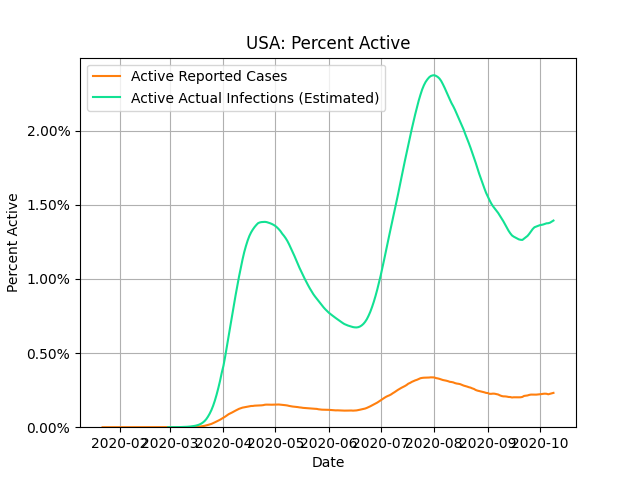 USA: Percent Active
Active Reported Cases
Active Actual Infections (Estimated)
2.00%
1.50%
1.00%
0.50%
0.00%
Percent Active
2020-02 2020-03 2020-04 2020-05 2020-06 2020-07 2020-08 2020-09 2020-10
Date